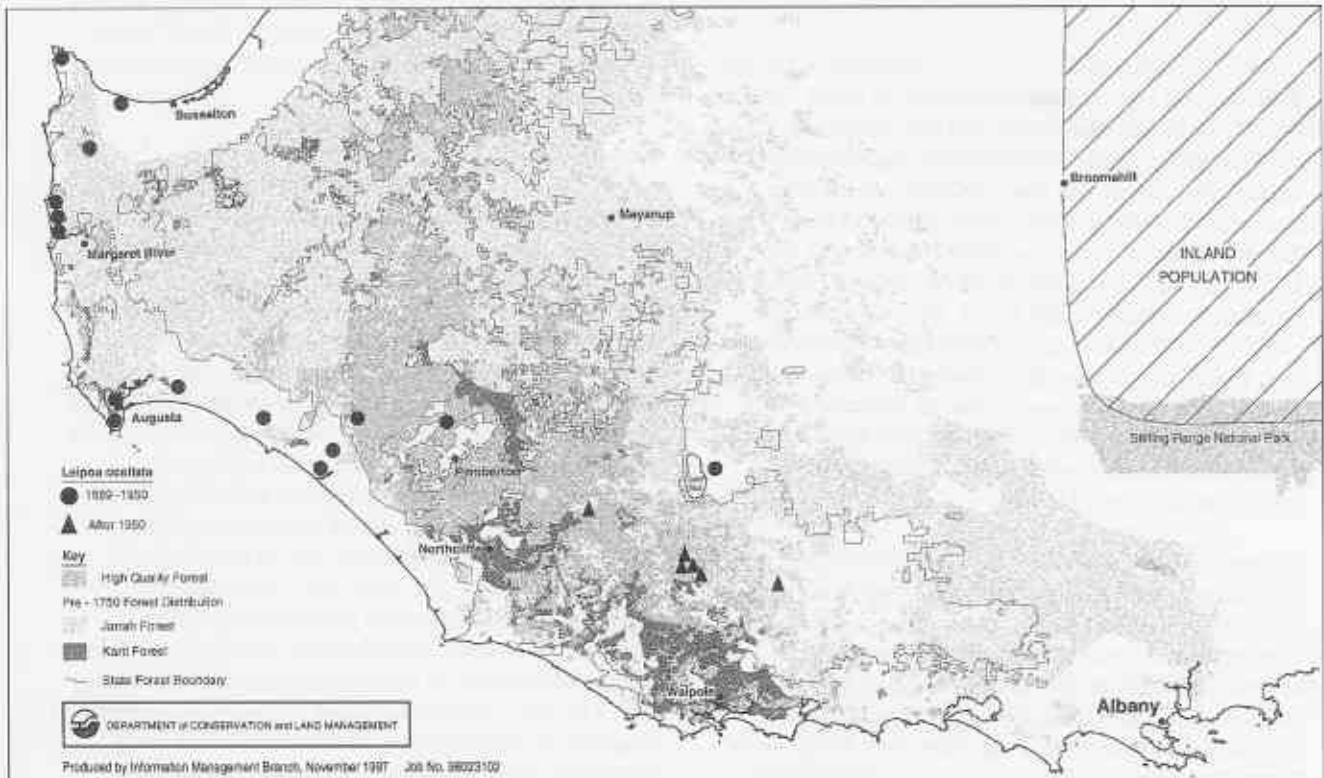 Busselton
Broomehill
Mayanup
Margaret River
INLAND
POPULATION
Augusta
Stirling Range National Park
Pemberton
Leipoa ocellata
After 1950
Northcliffe
Key
High Quality Forest
Pre - 1750 Forest Distribution
Jarrah Forest
Karri Forest
State Forest Boundary
Walpole
Albany
DEPARTMENT of CONSERVATION and LAND MANAGEMENT
Produced by Information Management Branch, November 1997 Job No.